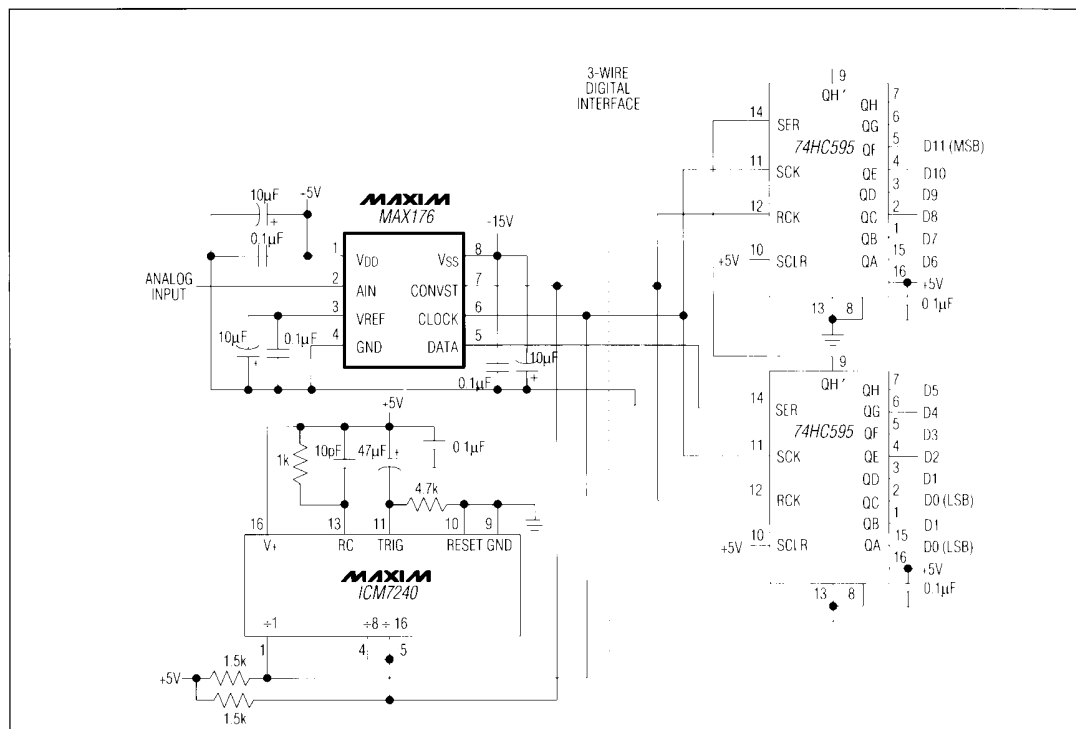 3-WIRE
DIGITAL
INTERFACE
9
QH'
QH 7
14 SER QG 6
74HC595 QF 5 D11 (MSB)
11 SCK QE 4 D10
QD 3 D9
12 RCK QC 2 D8
QB 1 D7
10 SCLR QA 15 D6
+5V
16 +5V
0.1µF
13 8
10µF
-5V
0.1µF
MAXIM
MAX176
-15V
1 VDD VSS 8
ANALOG
INPUT
2 AIN CONVST 7
3 VREF CLOCK 6
4 GND DATA 5
10µF
0.1µF
0.1µF
10µF
9
QH'
QH 7 D5
14 SER QG 6 D4
74HC595 QF 5 D3
11 SCK QE 4 D2
QD 3 D1
12 RCK QC 2 D0 (LSB)
QB 1 D1
10 SCLR QA 15 D0 (LSB)
+5V
16 +5V
0.1µF
13 8
+5V
1k
10pF
47µF
0.1µF
4.7k
16 13 11 10 9
V+ RC TRIG RESET GND
MAXIM
ICM7240
÷1 ÷8 ÷16
1 4 5
1.5k
+5V
1.5k